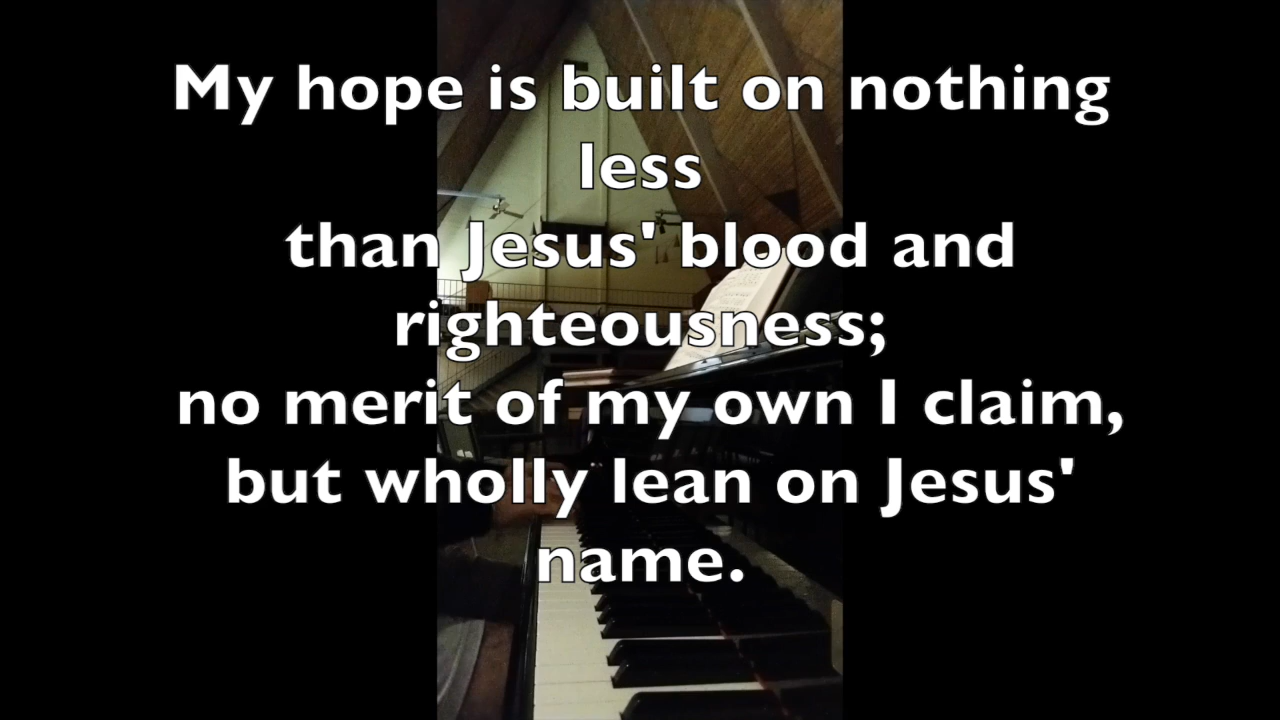 My hope is built on nothing
less
than Jesus' blood and
righteousness;
no merit of my own I claim,
but wholly lean on Jesus'
name.